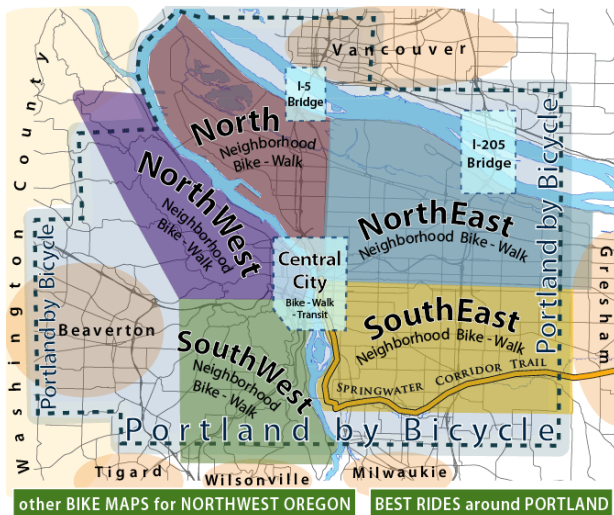 Vancouver
I-5
Bridge
Washington County
North
Neighborhood
Bike - Walk
I-205
Bridge
NorthWest
Neighborhood
Bike - Walk
NorthEast
Neighborhood Bike - Walk
Portland by Bicycle
Gresham
Central
City
Bike - Walk
- Transit
Portland by Bicycle
Beaverton
SouthEast
Neighborhood Bike - Walk
SouthWest
Neighborhood
Bike - Walk
SPRINGWATER CORRIDOR TRAIL
Portland by Bicycle
Tigard
Wilsonville
Milwaukie
other BIKE MAPS for NORTHWEST OREGON
BEST RIDES around PORTLAND